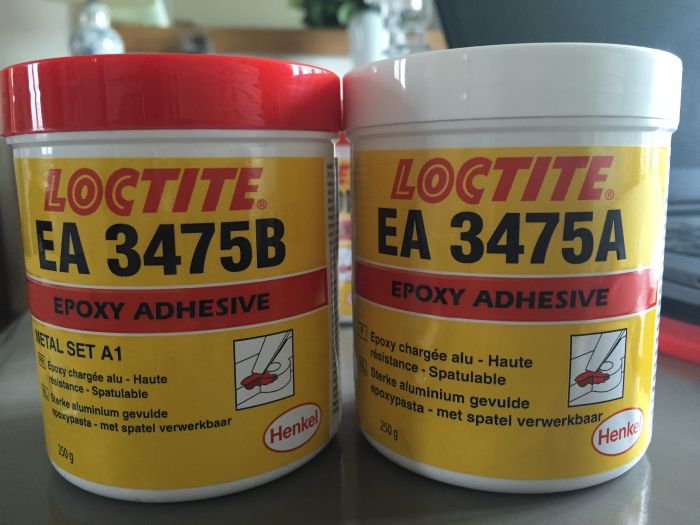 LOCTITE®
EA 3475B
EPOXY ADHESIVE
METAL SET A1
Epoxy chargée alu - Haute
résistance - Spatulable
Sterke aluminium gevulde
epoxypasta - met spatel verwerkbaar
250 g
Henkel
LOCTITE®
EA 3475A
EPOXY ADHESIVE
Epoxy chargée alu - Haute
résistance - Spatulable
Sterke aluminium gevulde
epoxypasta - met spatel verwerkbaar
250 g
Henkel